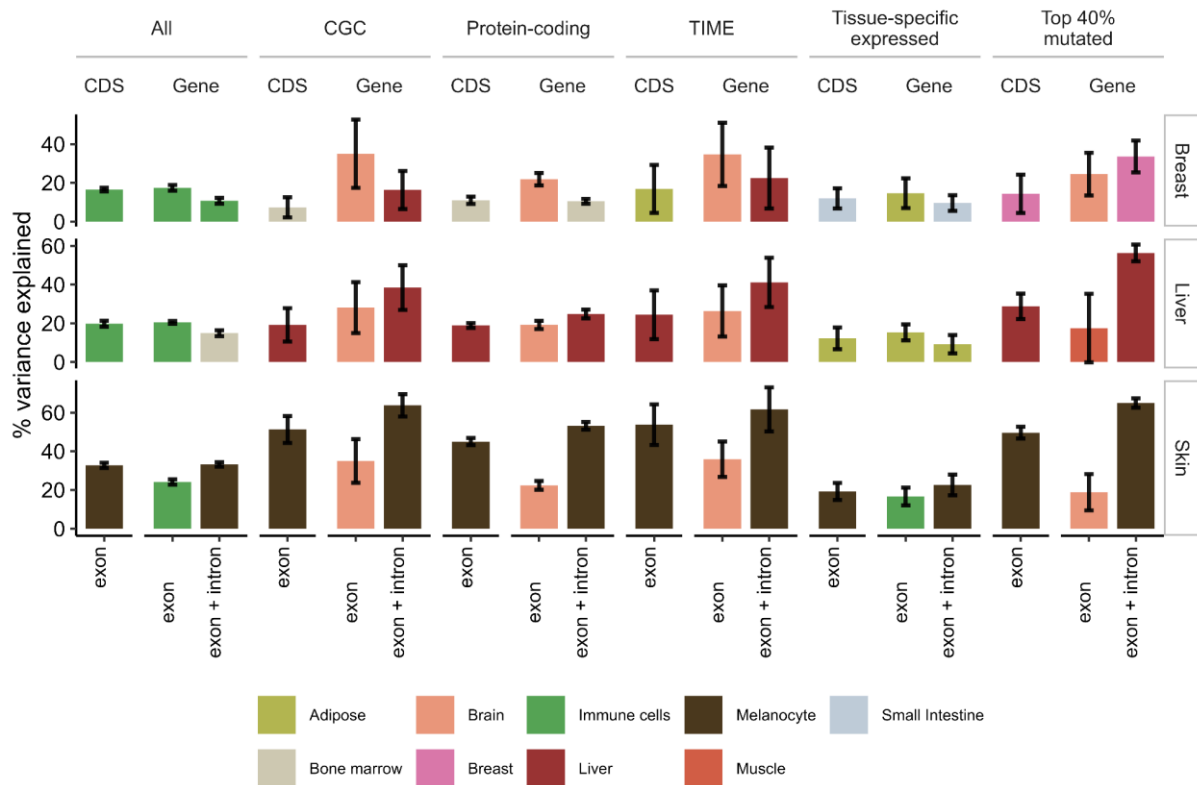 All CGC Protein-coding TIME Tissue-specific expressed Top 40% mutated
CDS Gene CDS Gene CDS Gene CDS Gene CDS Gene CDS Gene
% variance explained
40
20
0
Breast
60
40
20
0
Liver
60
40
20
0
Skin
exon exon exon + intron exon exon exon + intron exon exon exon + intron exon exon exon + intron exon exon exon + intron exon exon exon + intron
Adipose Brain Immune cells Melanocyte Small Intestine
Bone marrow Breast Liver Muscle